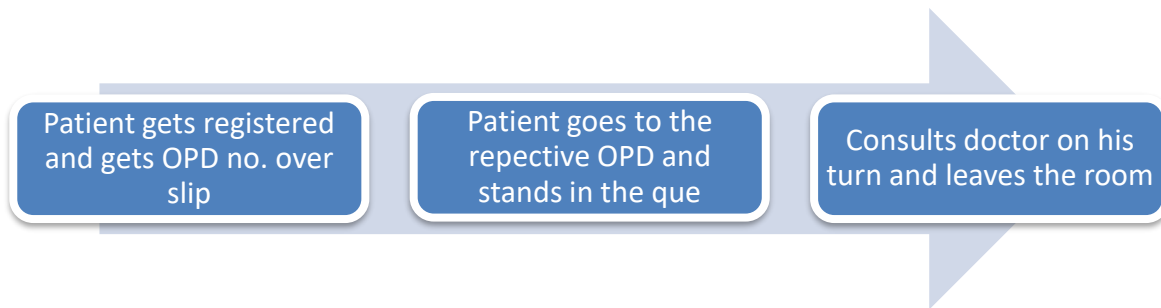 Patient gets registered
and gets OPD no. over
slip
Patient goes to the
repective OPD and
stands in the que
Consults doctor on his
turn and leaves the room